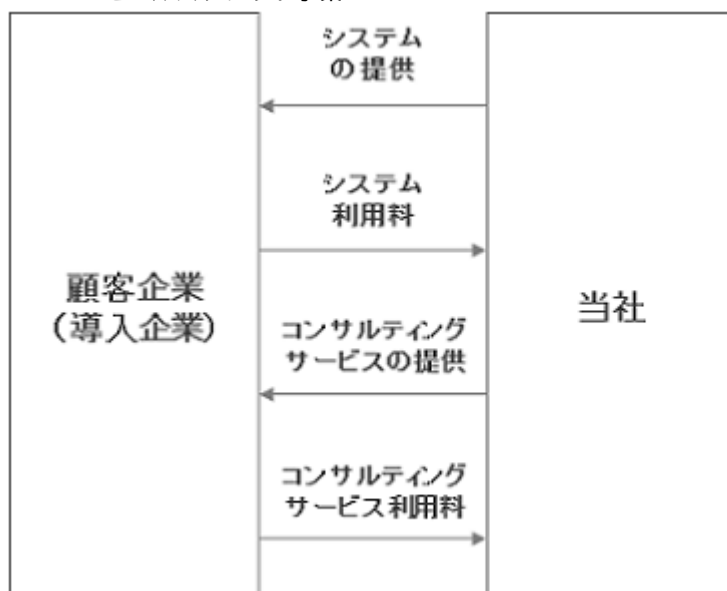 システム
の提供
システム
利用料
顧客企業
(導入企業)
当社
コンサルティング
サービスの提供
コンサルティング
サービス利用料